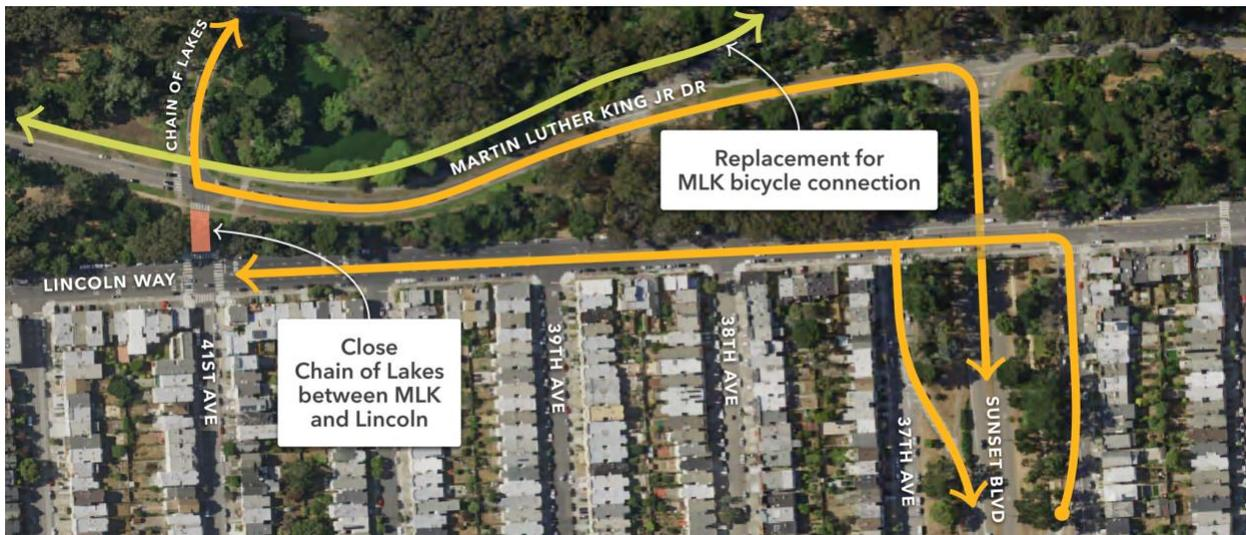 CHAIN OF LAKES
MARTIN LUTHER KING JR DR
Replacement for
MLK bicycle connection
LINCOLN WAY
Close
Chain of Lakes
between MLK
and Lincoln
41ST AVE
39TH AVE
38TH AVE
37TH AVE
SUNSET BLVD